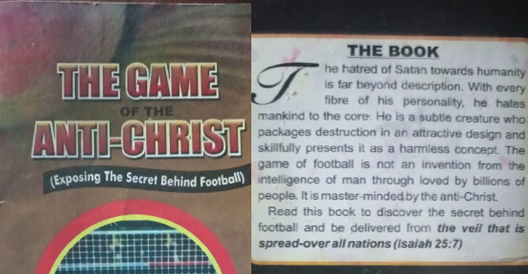 THE GAME
OF THE
ANTI-CHRIST
(Exposing The Secret Behind Football)
THE BOOK
The hatred of Satan towards humanity
is far beyond description. With every
fibre of his personality, he hates
mankind to the core. He is a subtle creature who
packages destruction in an attractive design and
skillfully presents it as a harmless concept. The
game of football is not an invention from the
intelligence of man through loved by billions of
people. It is master-minded by the anti-Christ.
Read this book to discover the secret behind
football and be delivered from the veil that is
spread-over all nations (Isaiah 25:7)